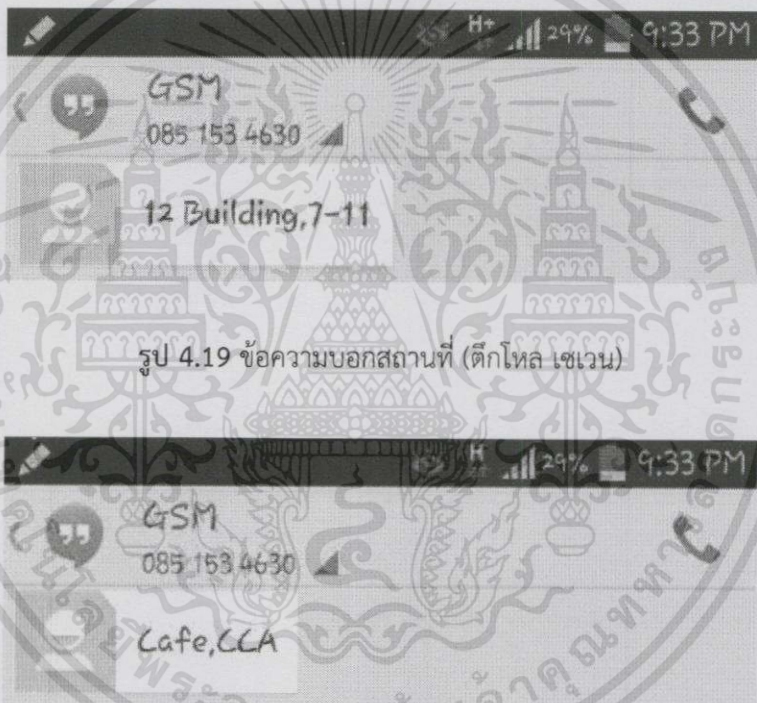 H+ 29% 9:33 PM
GSM
085 153 4630
12 Building,7-11
รูป 4.19 ข้อความบอกสถานที่ (ตึกโหล เซเวน)
H 29% 9:33 PM
GSM
085 153 4630
Cafe,CCA